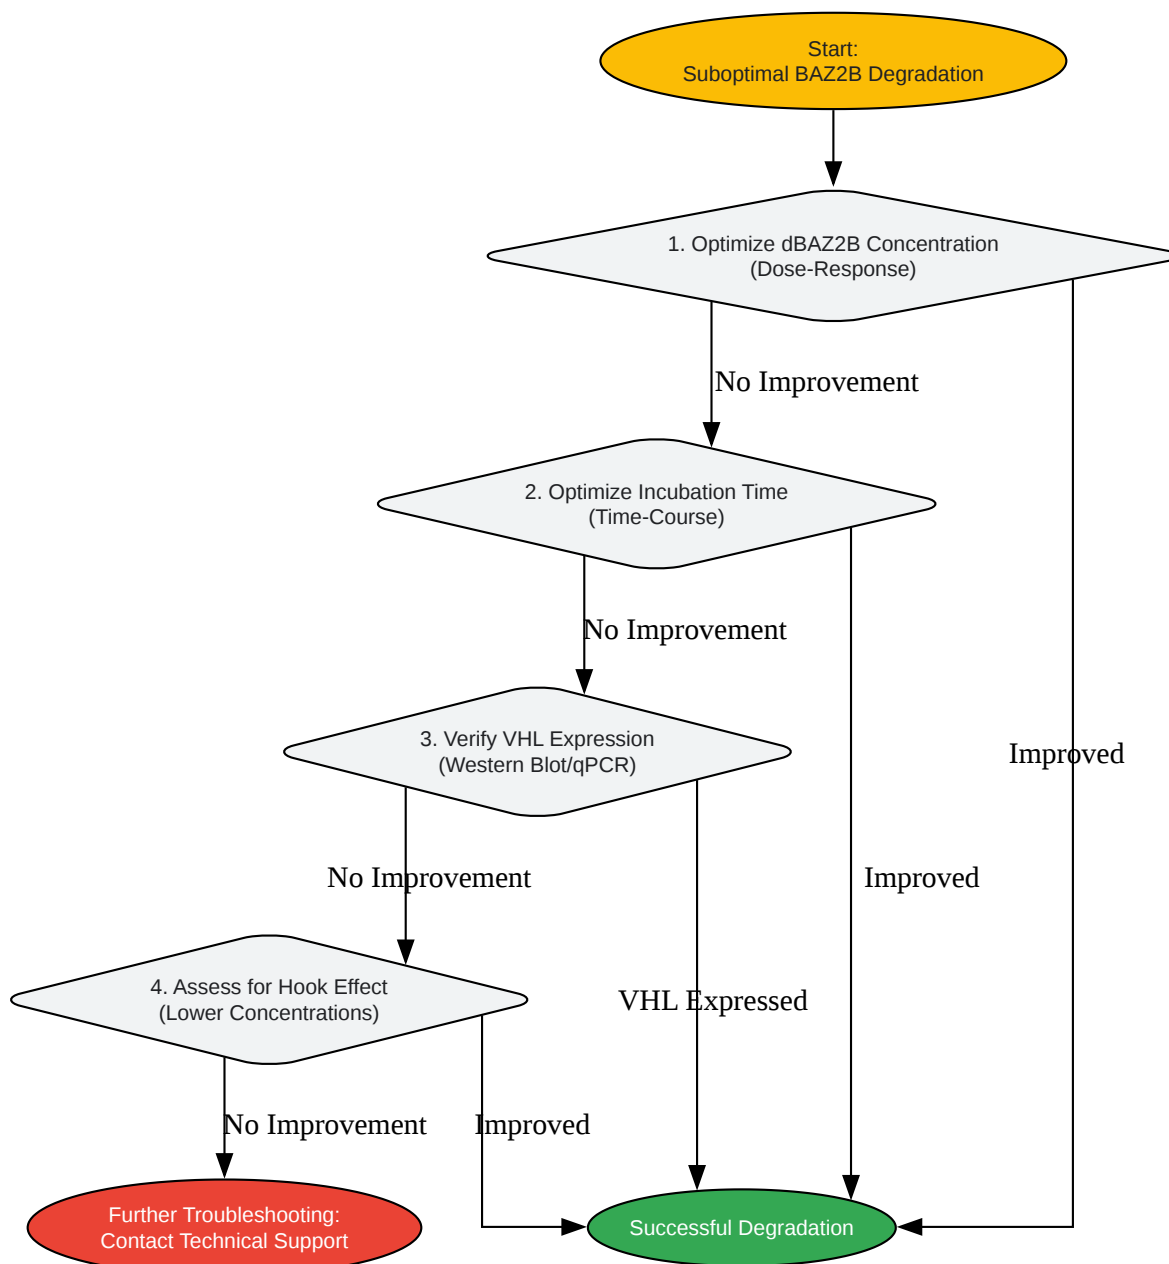 Start:
Suboptimal BAZ2B Degradation
1. Optimize dBAZ2B Concentration
(Dose-Response)
No Improvement
2. Optimize Incubation Time
(Time-Course)
No Improvement
3. Verify VHL Expression
(Western Blot/qPCR)
Improved
No Improvement
Improved
4. Assess for Hook Effect
(Lower Concentrations)
VHL Expressed
No Improvement
Improved
Further Troubleshooting:
Contact Technical Support
Successful Degradation